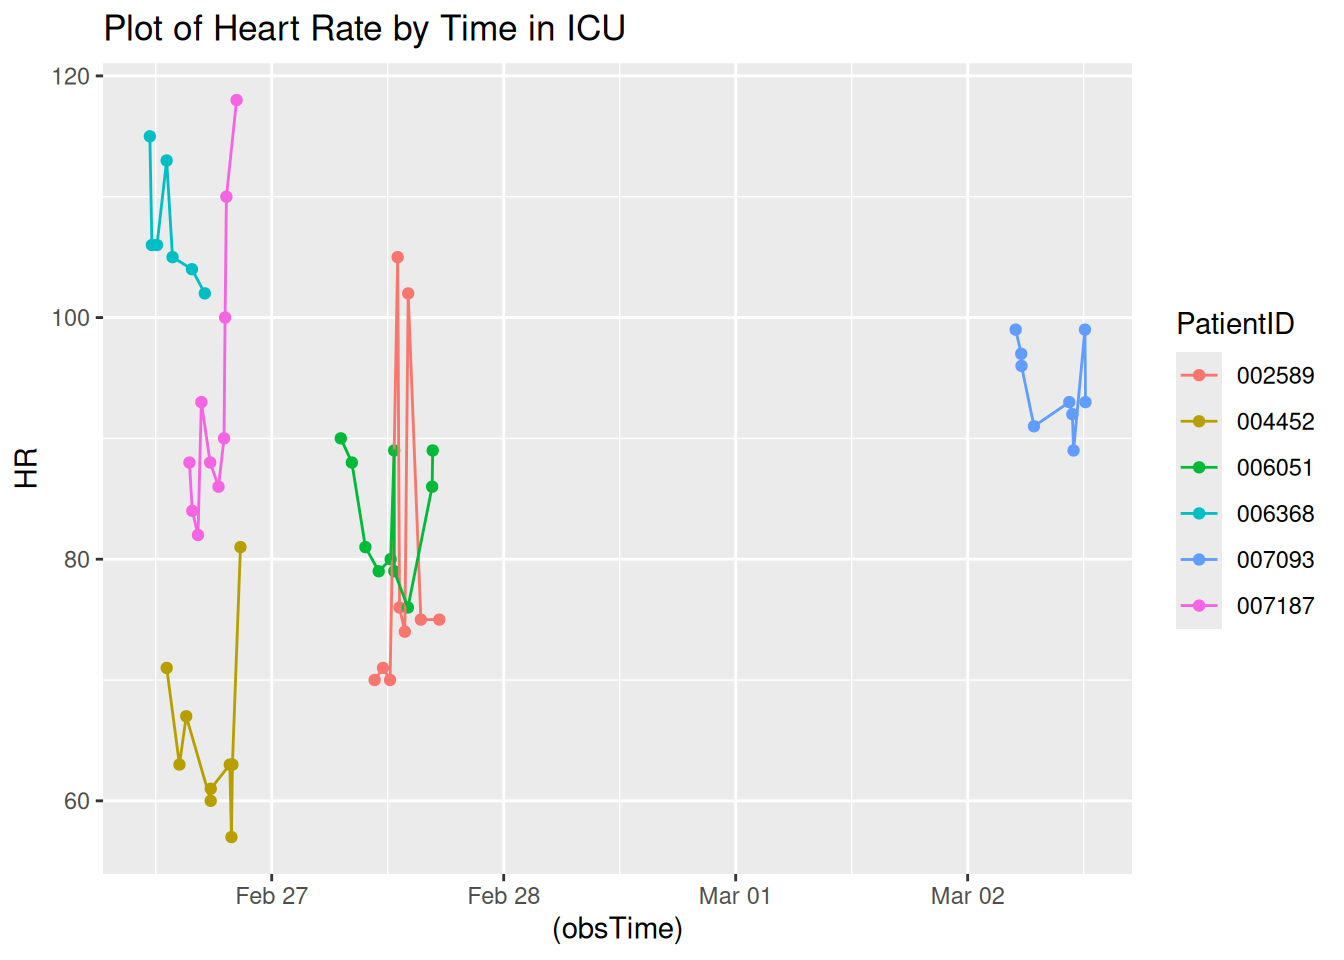 Plot of Heart Rate by Time in ICU
120
100
80
60
HR
Feb 27
Feb 28
Mar 01
Mar 02
(obsTime)
PatientID
002589
004452
006051
006368
007093
007187